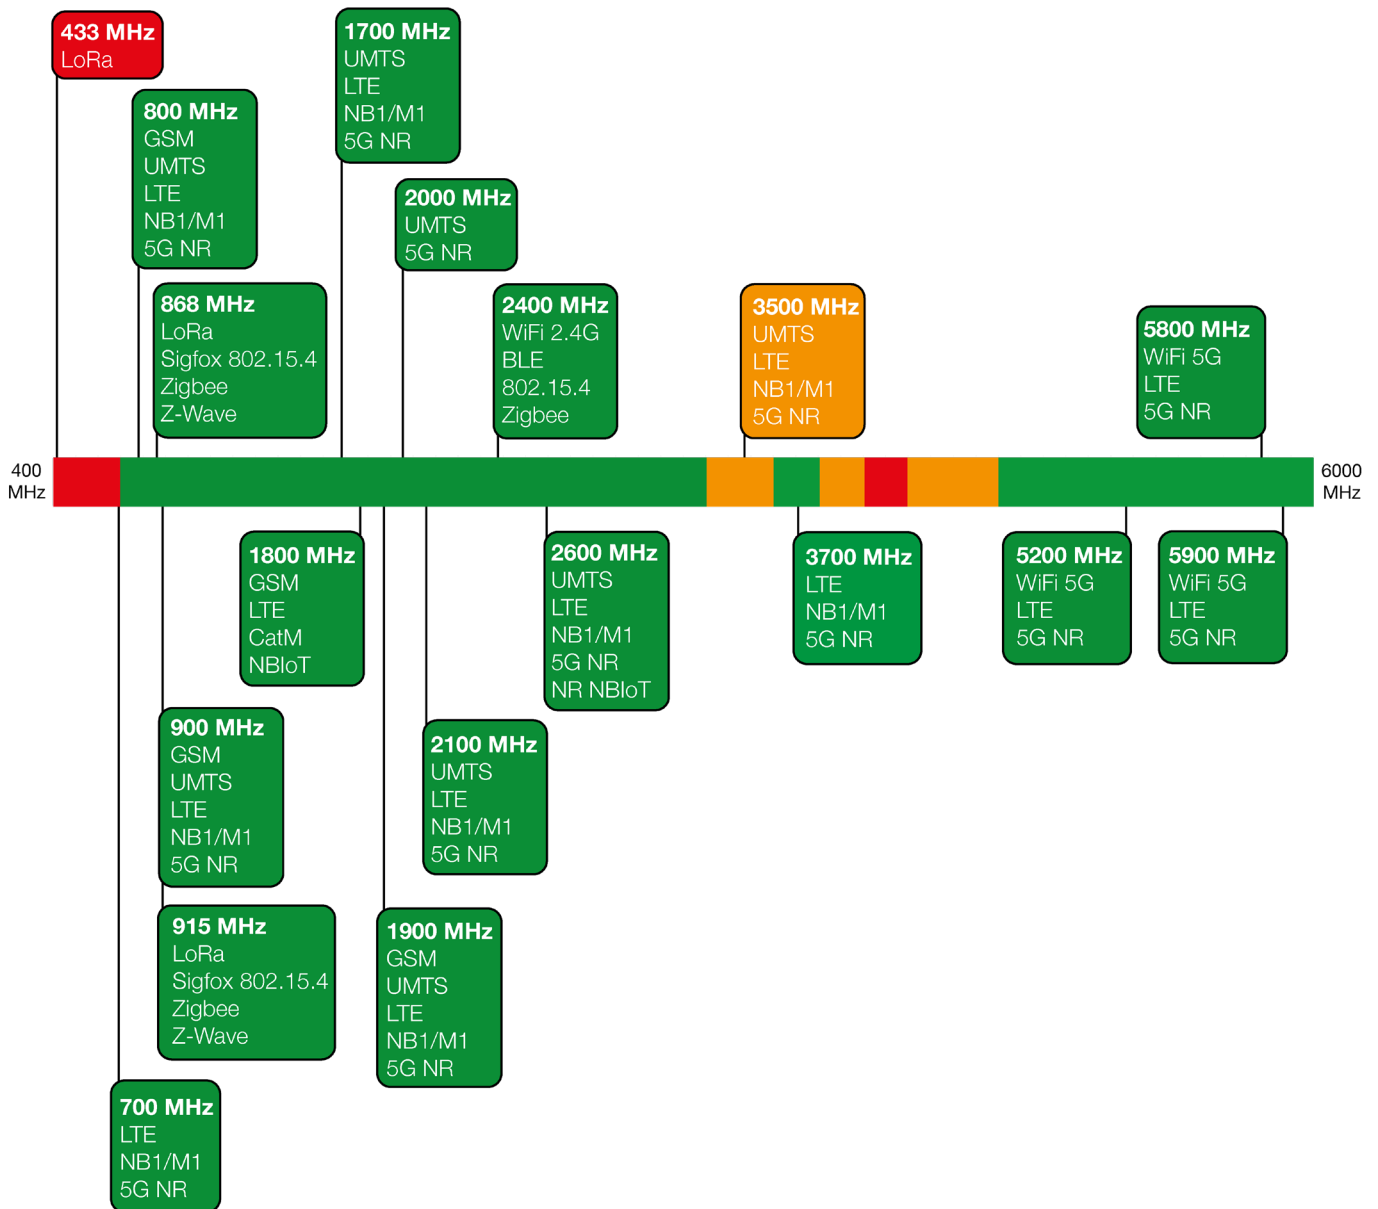 433 MHz
LoRa
800 MHz
GSM
UMTS
LTE
NB1/M1
5G NR
868 MHz
LoRa
Sigfox 802.15.4
Zigbee
Z-Wave
1700 MHz
UMTS
LTE
NB1/M1
5G NR
2000 MHz
UMTS
5G NR
2400 MHz
WiFi 2.4G
BLE
802.15.4
Zigbee
3500 MHz
UMTS
LTE
NB1/M1
5G NR
5800 MHz
WiFi 5G
LTE
5G NR
400
MHz
6000
MHz
1800 MHz
GSM
LTE
CatM
NBIoT
2600 MHz
UMTS
LTE
NB1/M1
5G NR
NR NBIoT
3700 MHz
LTE
NB1/M1
5G NR
5200 MHz
WiFi 5G
LTE
5G NR
5900 MHz
WiFi 5G
LTE
5G NR
900 MHz
GSM
UMTS
LTE
NB1/M1
5G NR
2100 MHz
UMTS
LTE
NB1/M1
5G NR
915 MHz
LoRa
Sigfox 802.15.4
Zigbee
Z-Wave
1900 MHz
GSM
UMTS
LTE
NB1/M1
5G NR
700 MHz
LTE
NB1/M1
5G NR